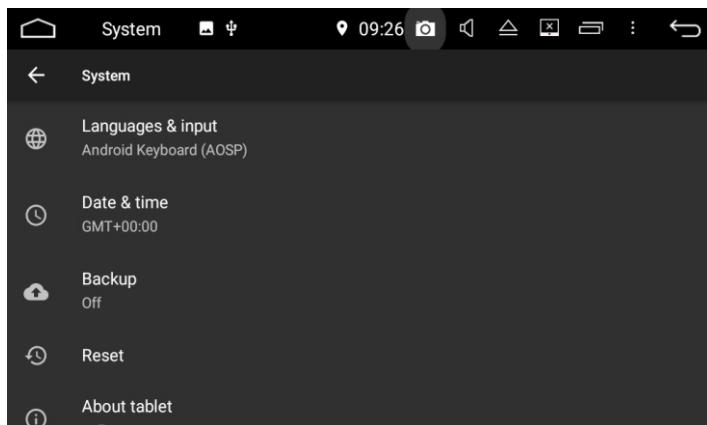 System
09:26
System
Languages & input
Android Keyboard (AOSP)
Date & time
GMT+00:00
Backup
Off
Reset
About tablet